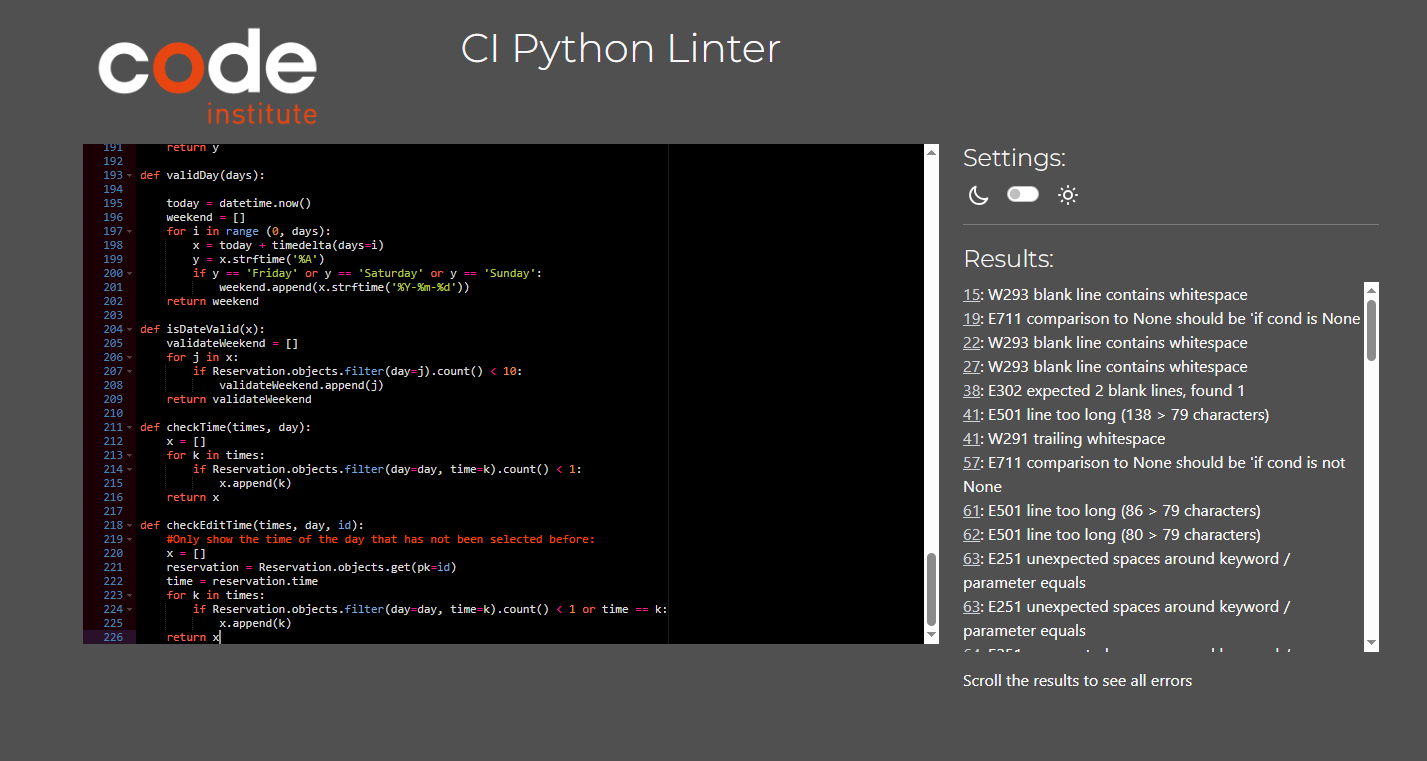 code
institute
CI Python Linter
191 return y
192
193 def validDay(days):
194
195 today = datetime.now()
196 weekend = []
197 for i in range (0, days):
198 x = today + timedelta(days=i)
199 y = x.strftime('%A')
200 if y == 'Friday' or y == 'Saturday' or y == 'Sunday':
201 weekend.append(x.strftime('%Y-%m-%d'))
202 return weekend
203
204 def isDateValid(x):
205 validateWeekend = []
206 for j in x:
207 if Reservation.objects.filter(day=j).count() < 10:
208 validateWeekend.append(j)
209 return validateWeekend
210
211 def checkTime(times, day):
212 x = []
213 for k in times:
214 if Reservation.objects.filter(day=day, time=k).count() < 1:
215 x.append(k)
216 return x
217
218 def checkEditTime(times, day, id):
219 #Only show the time of the day that has not been selected before:
220 x = []
221 reservation = Reservation.objects.get(pk=id)
222 time = reservation.time
223 for k in times:
224 if Reservation.objects.filter(day=day, time=k).count() < 1 or time == k:
225 x.append(k)
226 return x
Settings:
Results:
15: W293 blank line contains whitespace
19: E711 comparison to None should be 'if cond is None
22: W293 blank line contains whitespace
27: W293 blank line contains whitespace
38: E302 expected 2 blank lines, found 1
41: E501 line too long (138 > 79 characters)
41: W291 trailing whitespace
57: E711 comparison to None should be 'if cond is not
None
61: E501 line too long (86 > 79 characters)
62: E501 line too long (80 > 79 characters)
63: E251 unexpected spaces around keyword /
parameter equals
63: E251 unexpected spaces around keyword /
parameter equals
Scroll the results to see all errors